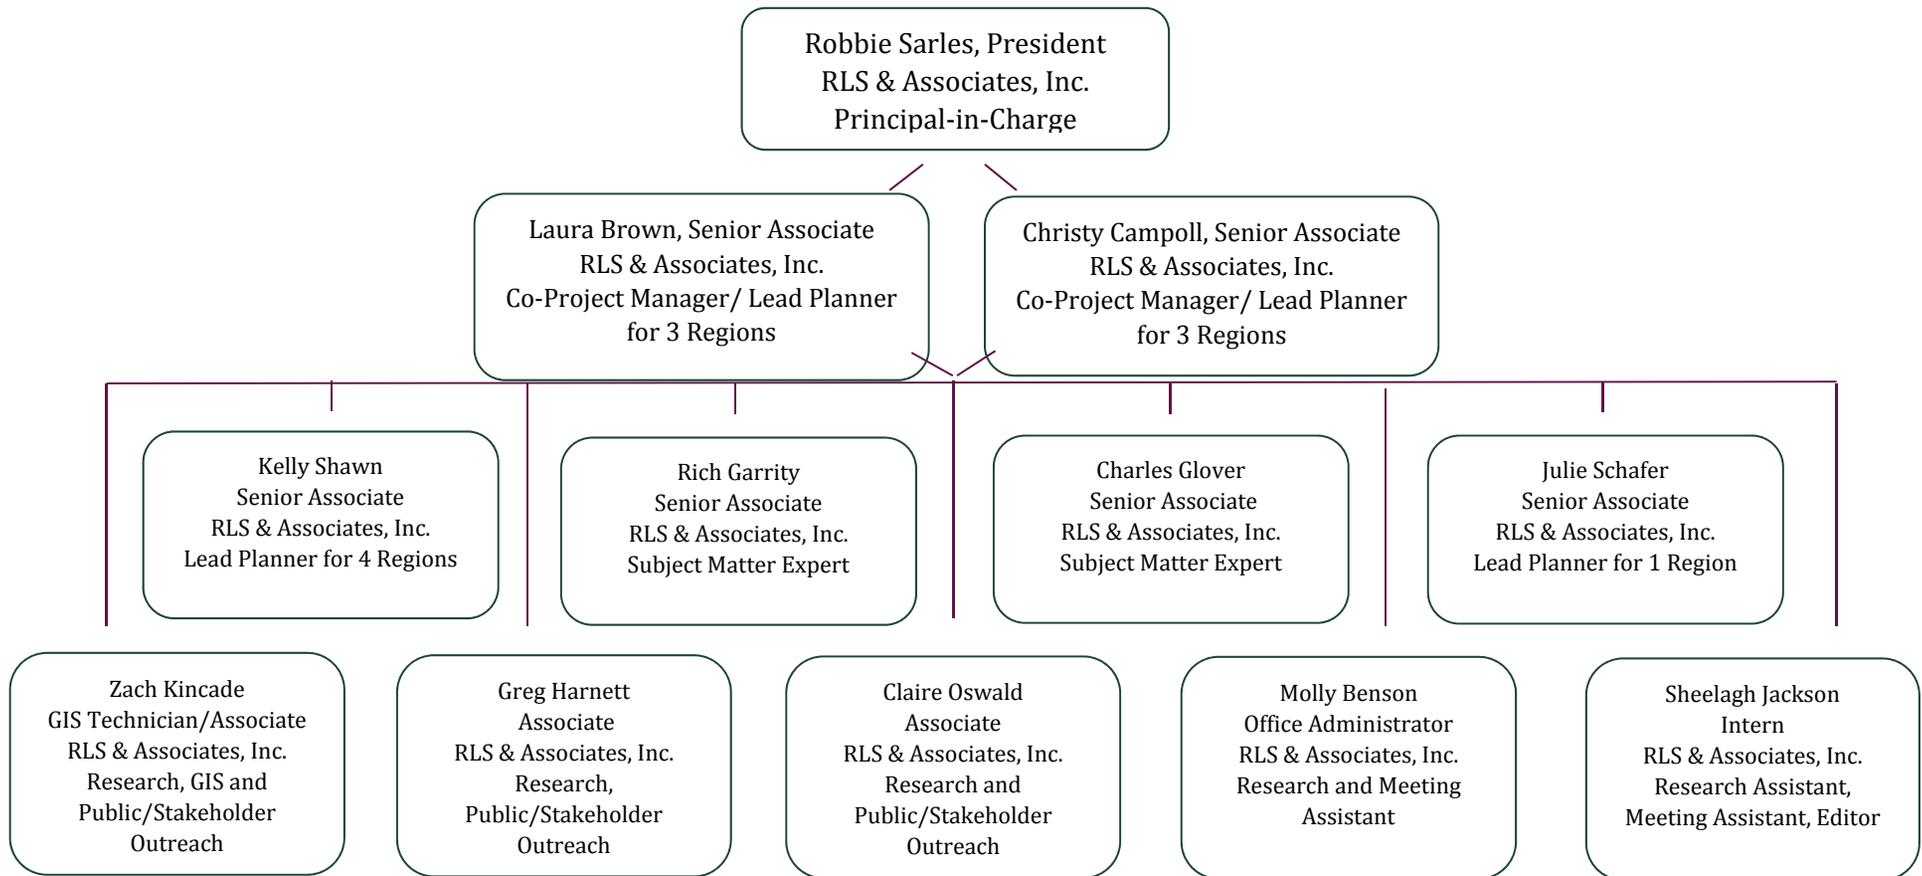 Robbie Sarles, President
RLS & Associates, Inc.
Principal-in-Charge
Laura Brown, Senior Associate
RLS & Associates, Inc.
Co-Project Manager/ Lead Planner
for 3 Regions
Christy Campoll, Senior Associate
RLS & Associates, Inc.
Co-Project Manager/ Lead Planner
for 3 Regions
Kelly Shawn
Senior Associate
RLS & Associates, Inc.
Lead Planner for 4 Regions
Rich Garrity
Senior Associate
RLS & Associates, Inc.
Subject Matter Expert
Charles Glover
Senior Associate
RLS & Associates, Inc.
Subject Matter Expert
Julie Schafer
Senior Associate
RLS & Associates, Inc.
Lead Planner for 1 Region
Zach Kincade
GIS Technician/Associate
RLS & Associates, Inc.
Research, GIS and
Public/Stakeholder
Outreach
Greg Harnett
Associate
RLS & Associates, Inc.
Research,
Public/Stakeholder
Outreach
Claire Oswald
Associate
RLS & Associates, Inc.
Research and
Public/Stakeholder
Outreach
Molly Benson
Office Administrator
RLS & Associates, Inc.
Research and Meeting
Assistant
Sheelagh Jackson
Intern
RLS & Associates, Inc.
Research Assistant,
Meeting Assistant, Editor